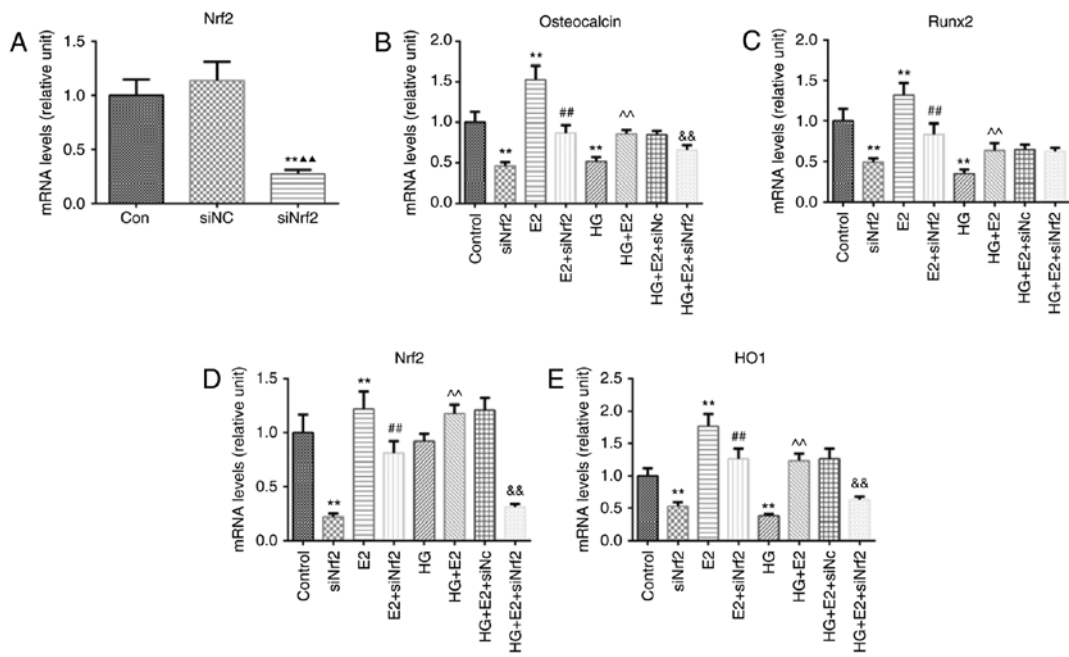 A
Nrf2
mRNA levels (relative unit)
1.5
1.0
0.5
0.0
**▲▲
Con
siNC
siNrf2
B
Osteocalcin
mRNA levels (relative unit)
2.0
1.5
1.0
0.5
0.0
**
**
##
**
^^
&&
Control
siNrf2
E2
E2+siNrf2
HG
HG+E2
HG+E2+siNc
HG+E2+siNrf2
C
Runx2
mRNA levels (relative unit)
2.0
1.5
1.0
0.5
0.0
**
**
##
**
^^
Control
siNrf2
E2
E2+siNrf2
HG
HG+E2
HG+E2+siNc
HG+E2+siNrf2
D
Nrf2
mRNA levels (relative unit)
1.5
1.0
0.5
0.0
**
**
##
^^
&&
Control
siNrf2
E2
E2+siNrf2
HG
HG+E2
HG+E2+siNc
HG+E2+siNrf2
E
HO1
mRNA levels (relative unit)
2.5
2.0
1.5
1.0
0.5
0.0
**
**
##
**
^^
&&
Control
siNrf2
E2
E2+siNrf2
HG
HG+E2
HG+E2+siNc
HG+E2+siNrf2